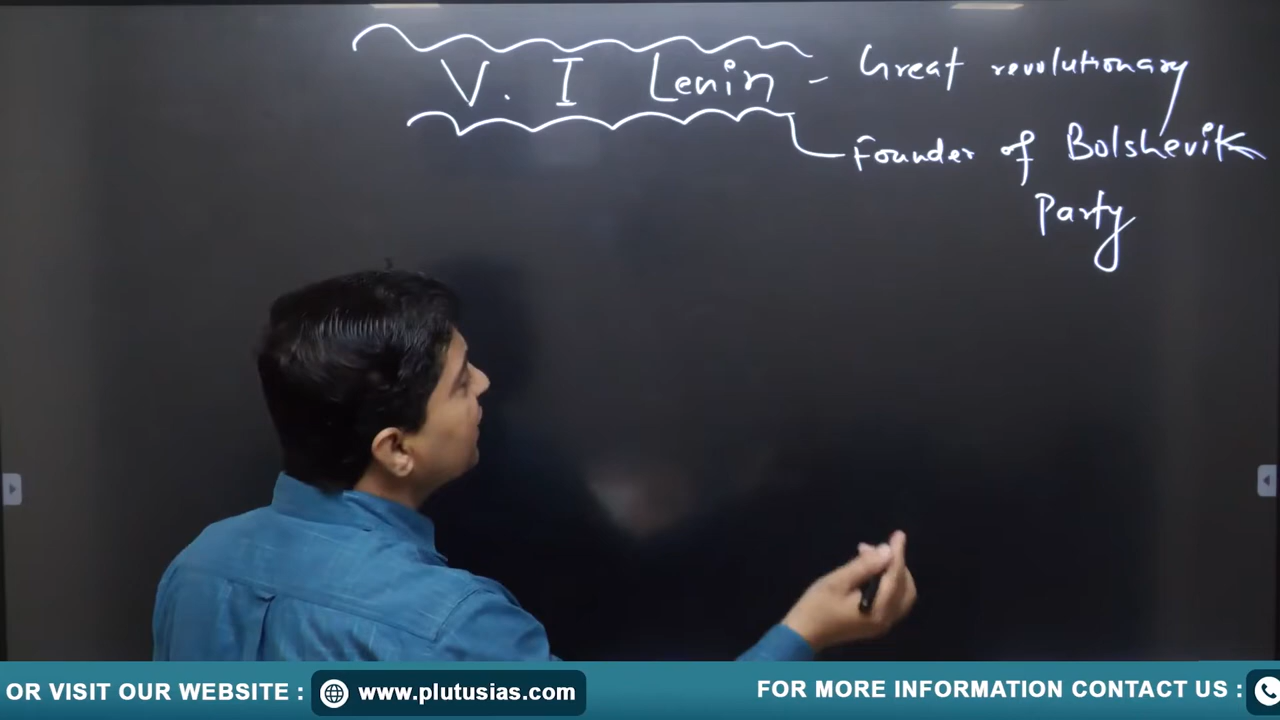 V. I Lenin - Great revolutionary
Founder of Bolshevik
Party
OR VISIT OUR WEBSITE : www.plutusias.com
FOR MORE INFORMATION CONTACT US :